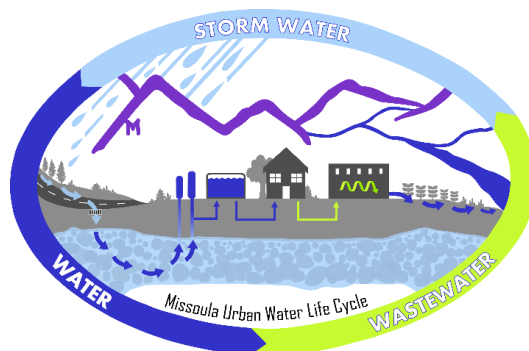 STORM WATER
M
WATER
WASTEWATER
Missoula Urban Water Life Cycle